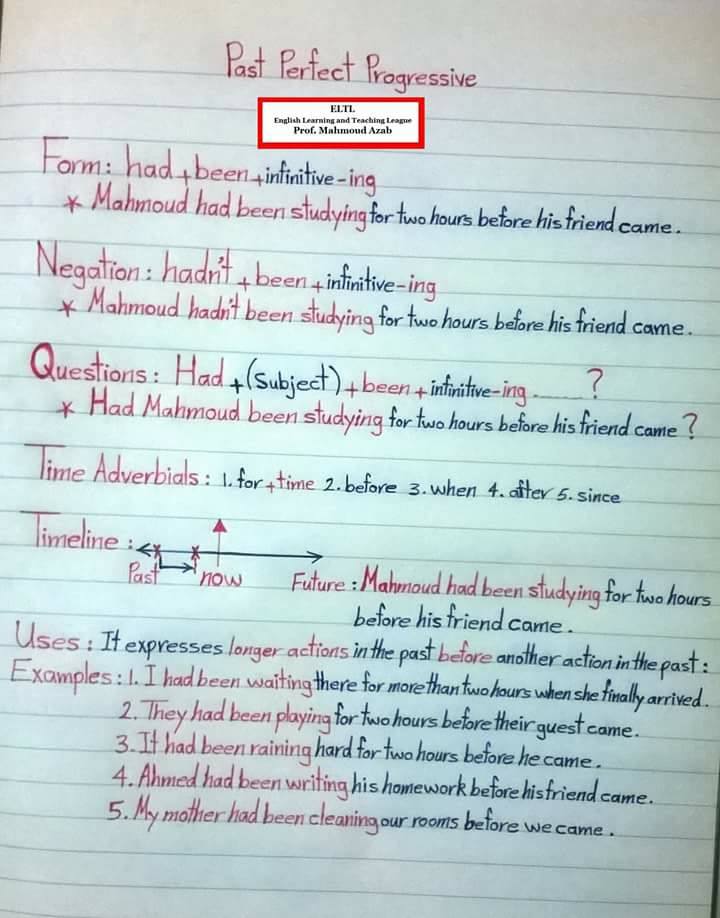 Past Perfect Progressive
ELTL
English Learning and Teaching League
Prof. Mahmoud Azab
Form: had + been + infinitive-ing
* Mahmoud had been studying for two hours before his friend came.
Negation: hadn't + been + infinitive-ing
* Mahmoud hadn't been studying for two hours before his friend came.
Questions: Had + (subject) + been + infinitive-ing ......... ?
* Had Mahmoud been studying for two hours before his friend came?
Time Adverbials: 1. for + time 2. before 3. when 4. after 5. since
Timeline:
Past now Future: Mahmoud had been studying for two hours
before his friend came.
Uses: It expresses longer actions in the past before another action in the past:
Examples: 1. I had been waiting there for more than two hours when she finally arrived.
2. They had been playing for two hours before their guest came.
3. It had been raining hard for two hours before he came.
4. Ahmed had been writing his homework before his friend came.
5. My mother had been cleaning our rooms before we came.